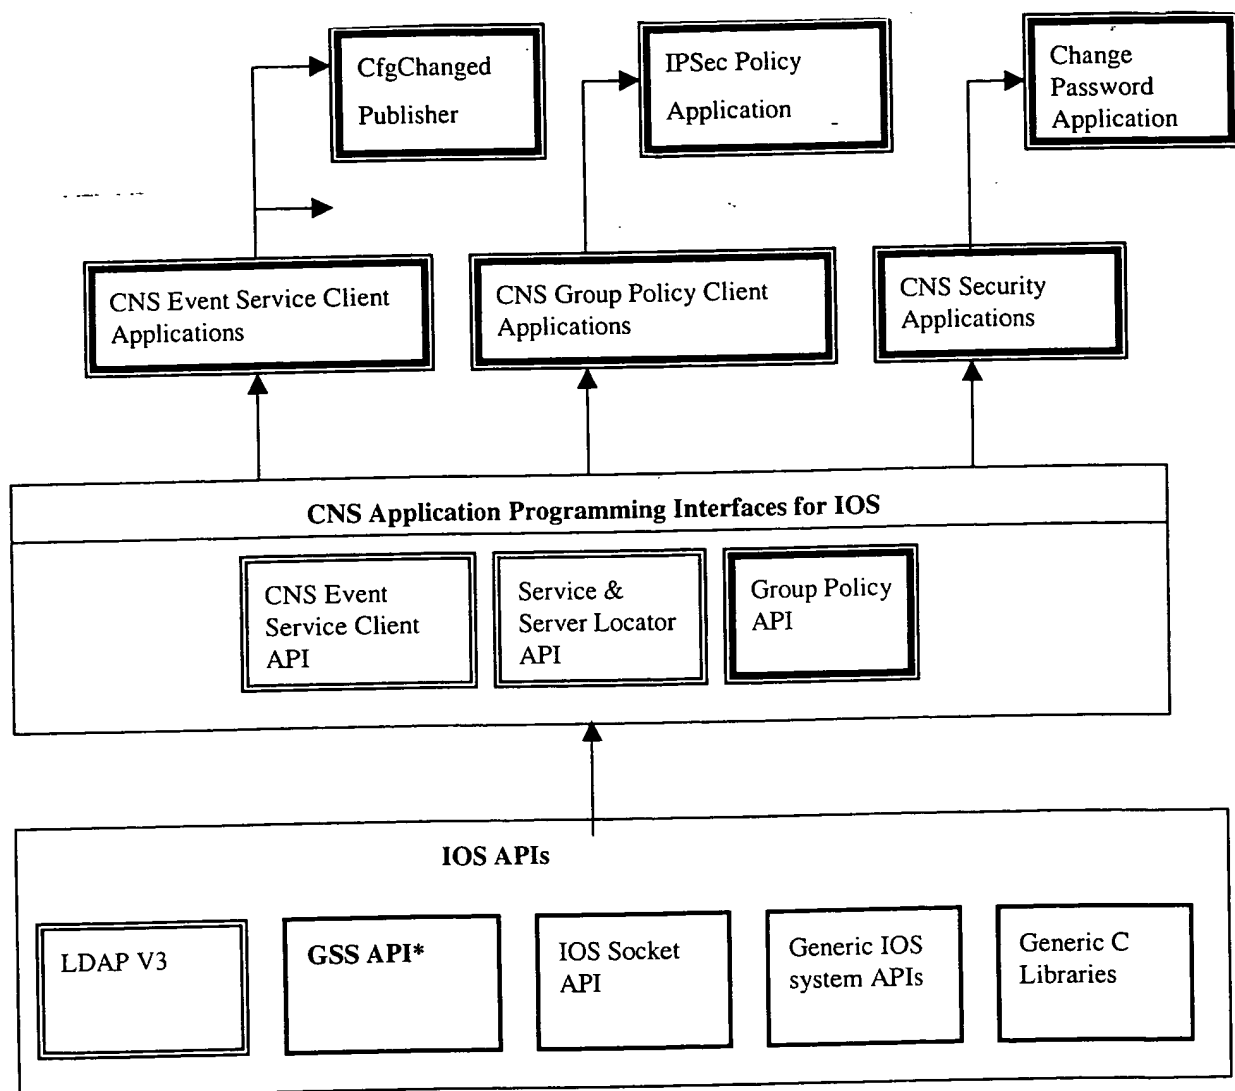 CfgChanged
Publisher
IPSec Policy
Application
Change
Password
Application
CNS Event Service Client
Applications
CNS Group Policy Client
Applications
CNS Security
Applications
CNS Application Programming Interfaces for IOS
CNS Event
Service Client
API
Service &
Server Locator
API
Group Policy
API
IOS APIs
LDAP V3
GSS API*
IOS Socket
API
Generic IOS
system APIs
Generic C
Libraries